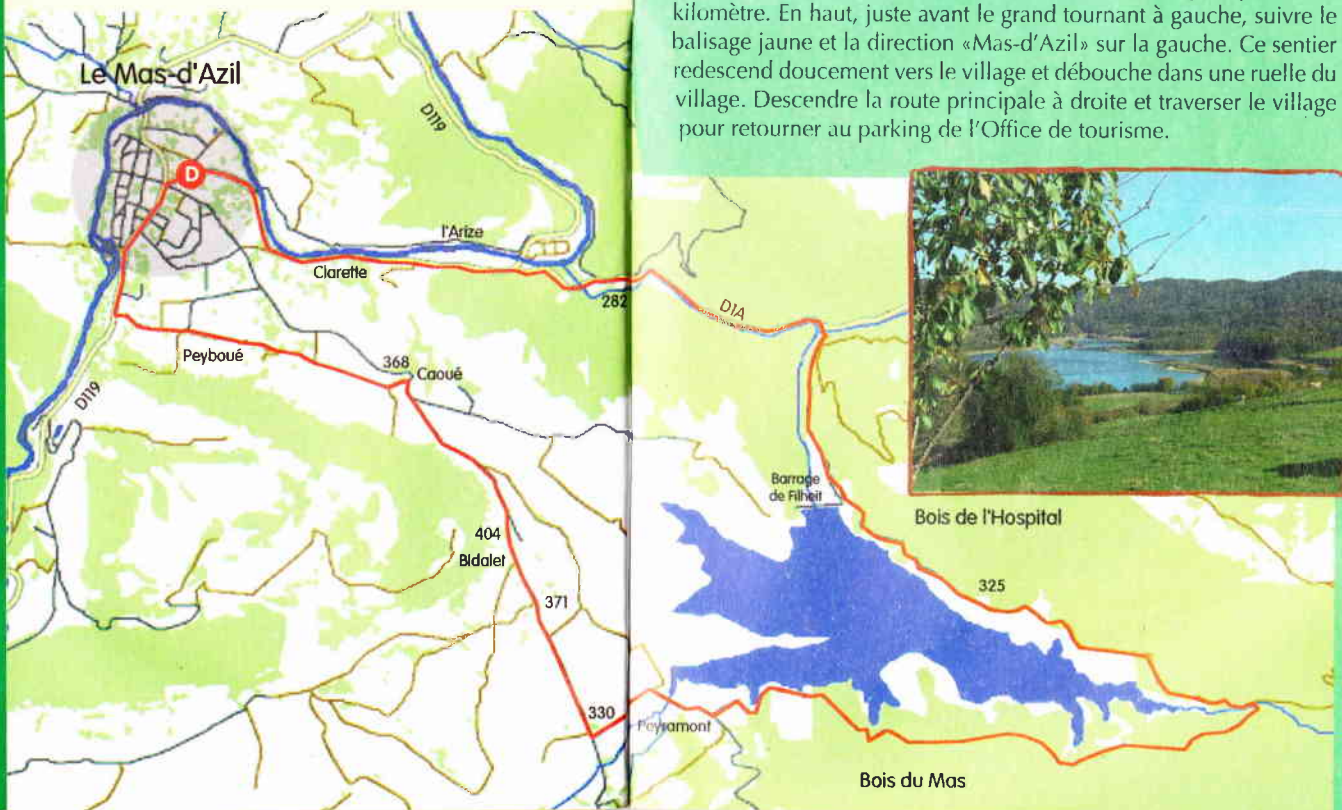 kilomètre. En haut, juste avant le grand tournant à gauche, suivre le
balisage jaune et la direction «Mas-d'Azil» sur la gauche. Ce sentier
redescend doucement vers le village et débouche dans une ruelle du
village. Descendre la route principale à droite et traverser le village
pour retourner au parking de l'Office de tourisme.
Le Mas-d'Azil
D119
D
l'Arize
Clarette
282
D1A
Peyboué
368
Caoué
D119
Barrage
de Filheit
Bois de l'Hospital
404
Bidalet
325
371
330
Peyramont
Bois du Mas